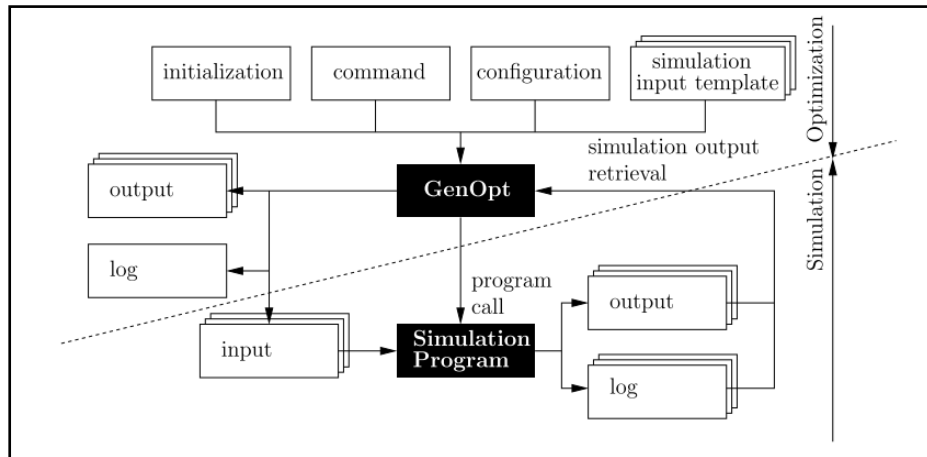 initialization
command
configuration
simulation
input template
Optimization
simulation output
retrieval
output
GenOpt
Simulation
log
program
call
output
input
Simulation
Program
log